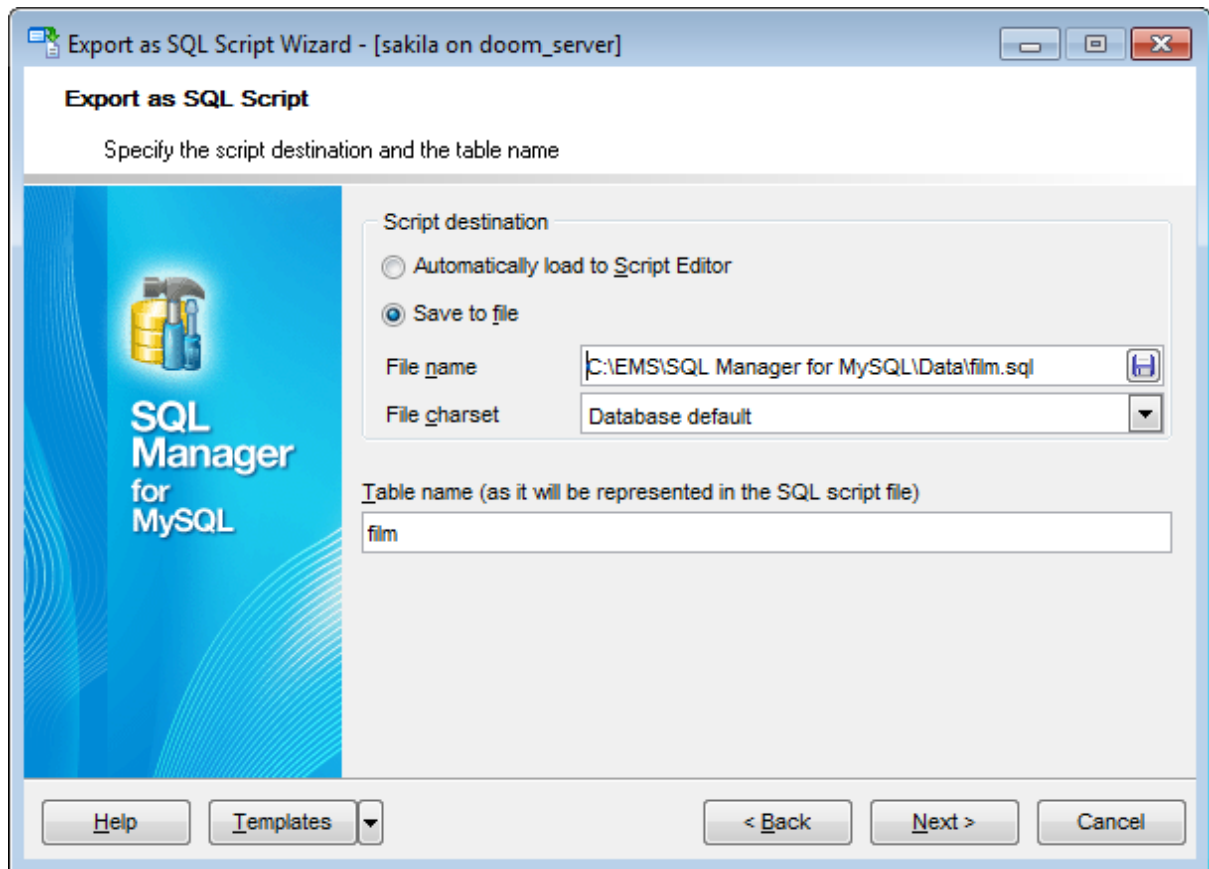 Export as SQL Script Wizard - [sakila on doom_server]
Export as SQL Script
Specify the script destination and the table name
SQL
Manager
for
MySQL
Script destination
Automatically load to Script Editor
Save to file
File name
C:\EMS\SQL Manager for MySQL\Data\film.sql
File charset
Database default
Table name (as it will be represented in the SQL script file)
film
Help
Templates
< Back
Next >
Cancel